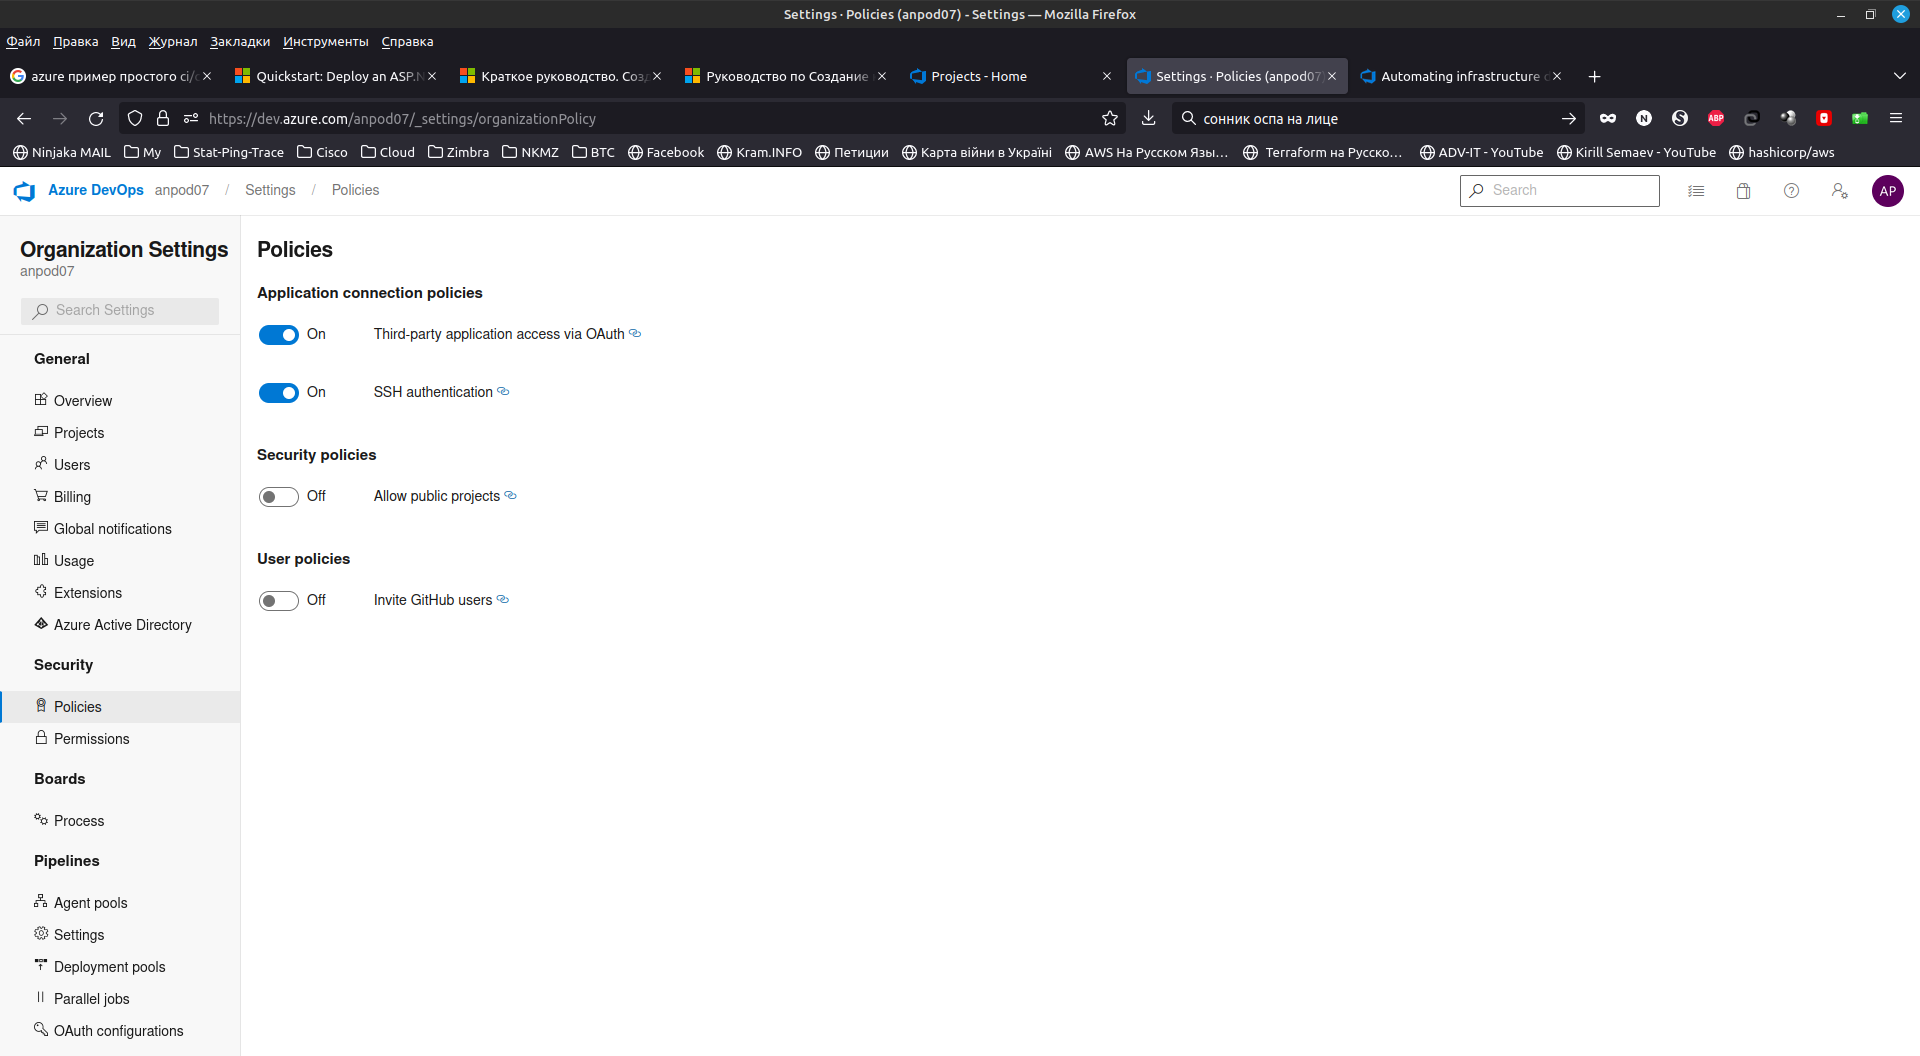 Settings · Policies (anpod07) - Settings — Mozilla Firefox
Файл Правка Вид Журнал Закладки Инструменты Справка
azure пример простого ci/c Quickstart: Deploy an ASP.N Краткое руководство. Созд Руководство по Создание Projects - Home Settings · Policies (anpod07) Automating infrastructure d
https://dev.azure.com/anpod07/_settings/organizationPolicy сонник оспа на лице ABP
Ninjaka MAIL My Stat-Ping-Trace Cisco Cloud Zimbra NKMZ BTC Facebook Kram.INFO Петиции Карта війни в Україні AWS На Русском Язы… Terraform на Русско… ADV-IT - YouTube Kirill Semaev - YouTube hashicorp/aws
Azure DevOps anpod07 / Settings / Policies Search AP
Organization Settings
anpod07
Search Settings
General
Overview
Projects
Users
Billing
Global notifications
Usage
Extensions
Azure Active Directory
Security
Policies
Permissions
Boards
Process
Pipelines
Agent pools
Settings
Deployment pools
Parallel jobs
OAuth configurations
Policies
Application connection policies
On Third-party application access via OAuth
On SSH authentication
Security policies
Off Allow public projects
User policies
Off Invite GitHub users